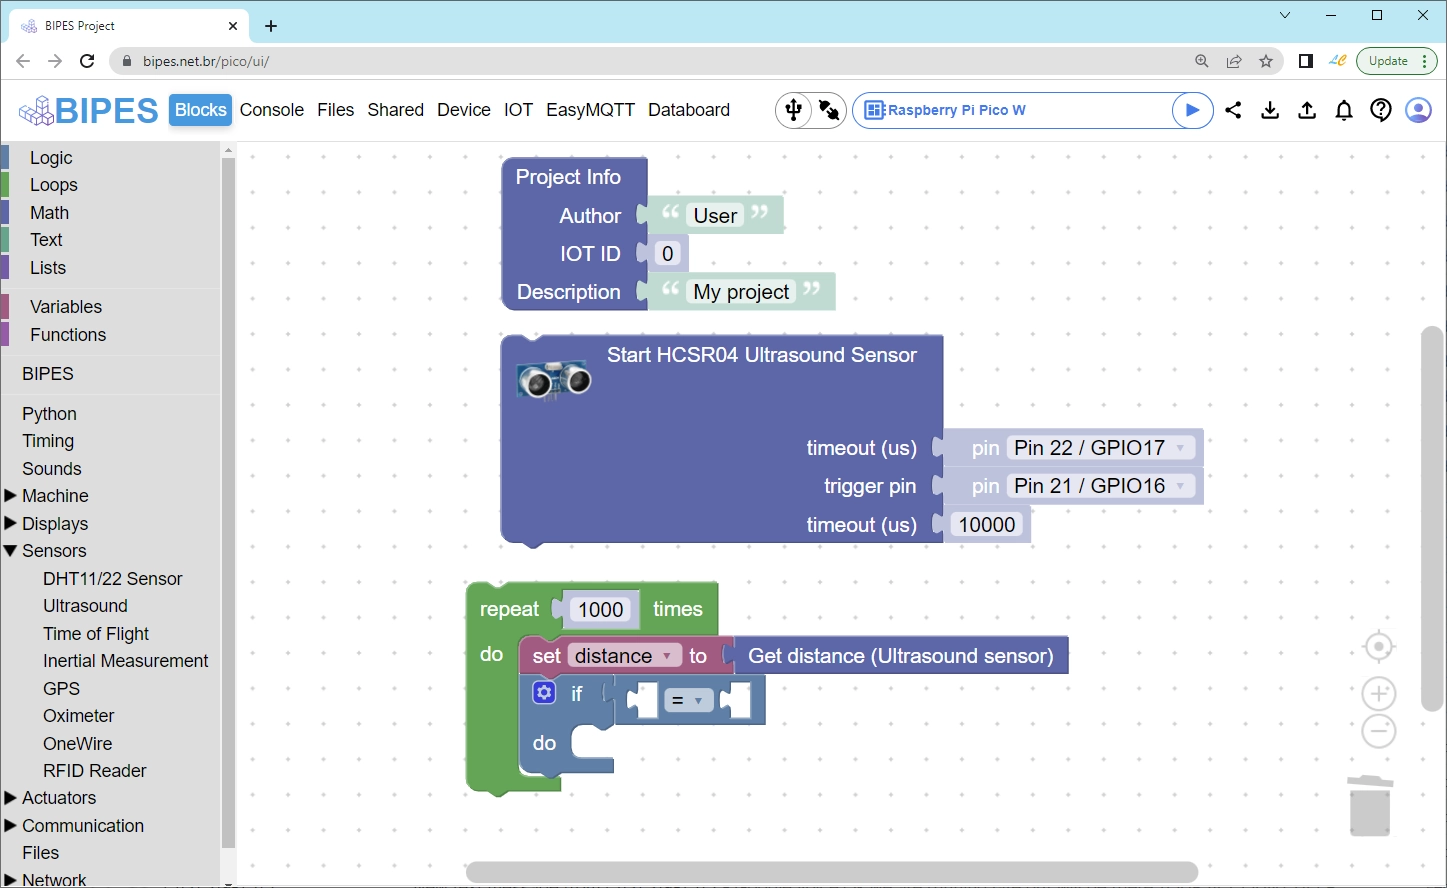 BIPES Project
bipes.net.br/pico/ui/
Update
BIPES Blocks Console Files Shared Device IOT EasyMQTT Databoard Raspberry Pi Pico W
Logic
Loops
Math
Text
Lists
Variables
Functions
BIPES
Python
Timing
Sounds
Machine
Displays
Sensors
DHT11/22 Sensor
Ultrasound
Time of Flight
Inertial Measurement
GPS
Oximeter
OneWire
RFID Reader
Actuators
Communication
Files
Network
Project Info
Author “ User ”
IOT ID 0
Description “ My project ”
Start HCSR04 Ultrasound Sensor
timeout (us) pin Pin 22 / GPIO17
trigger pin pin Pin 21 / GPIO16
timeout (us) 10000
repeat 1000 times
do set distance to Get distance (Ultrasound sensor)
if =
do